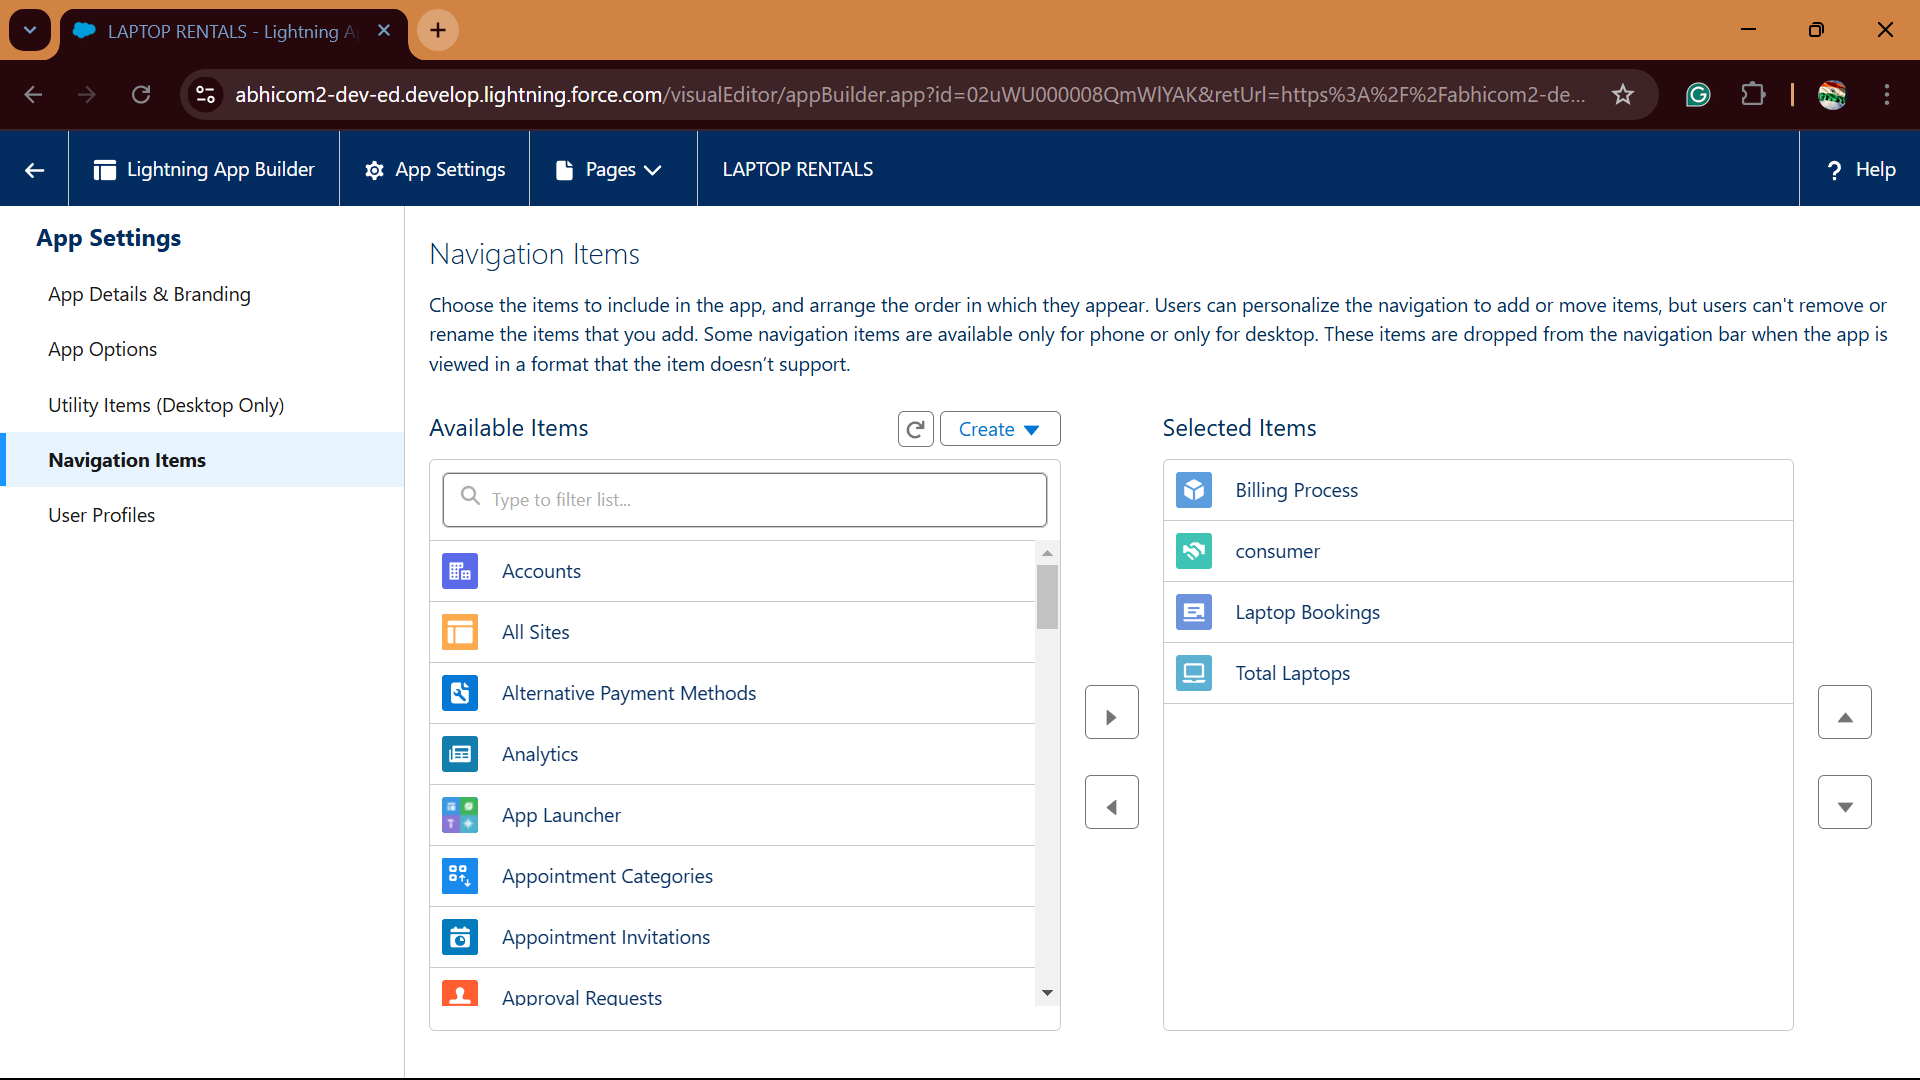 LAPTOP RENTALS - Lightning A
abhicom2-dev-ed.develop.lightning.force.com/visualEditor/appBuilder.app?id=02uWU000008QmWlYAK&retUrl=https%3A%2F%2Fabhicom2-de...
Lightning App Builder
App Settings
Pages
LAPTOP RENTALS
? Help
App Settings
App Details & Branding
App Options
Utility Items (Desktop Only)
Navigation Items
User Profiles
Navigation Items
Choose the items to include in the app, and arrange the order in which they appear. Users can personalize the navigation to add or move items, but users can't remove or
rename the items that you add. Some navigation items are available only for phone or only for desktop. These items are dropped from the navigation bar when the app is
viewed in a format that the item doesn’t support.
Available Items
Create
Type to filter list...
Accounts
All Sites
Alternative Payment Methods
Analytics
App Launcher
Appointment Categories
Appointment Invitations
Approval Requests
Selected Items
Billing Process
consumer
Laptop Bookings
Total Laptops